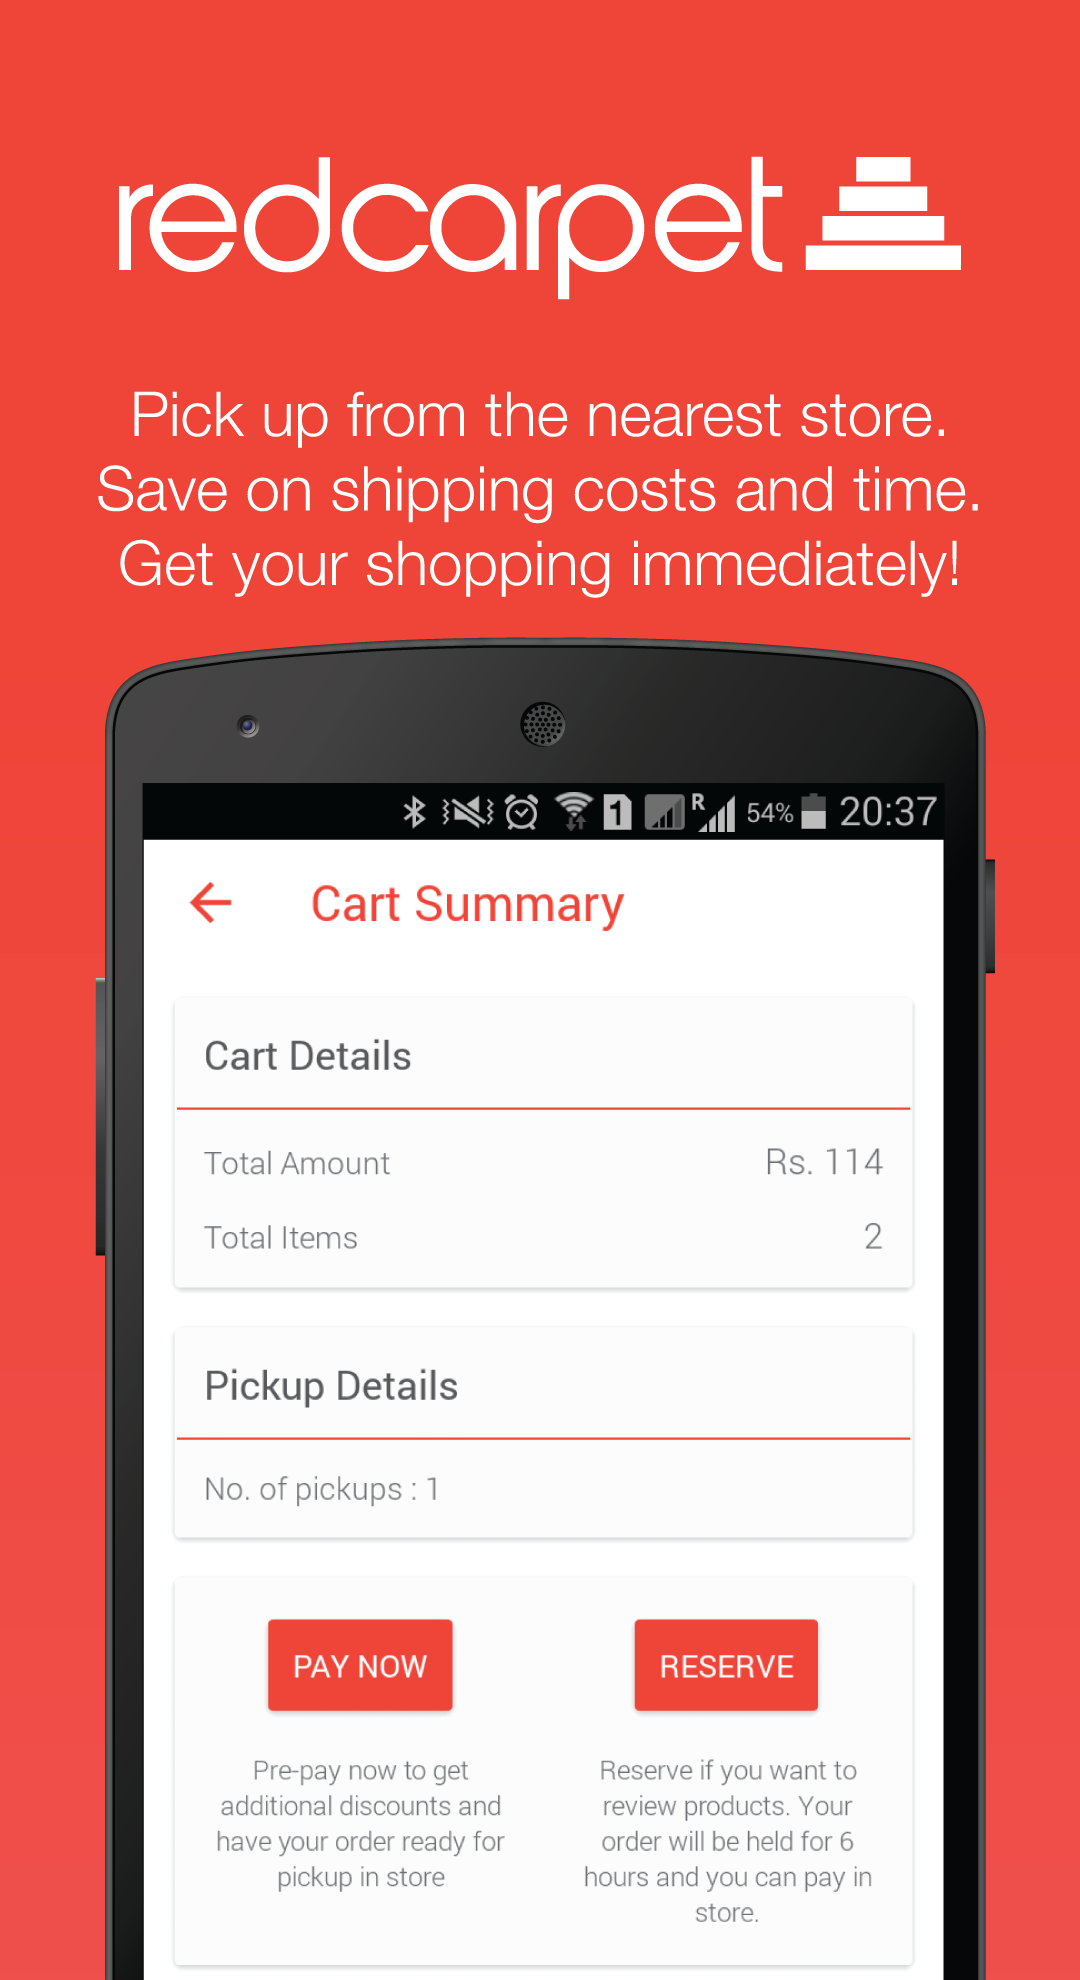 redcarpet
Pick up from the nearest store.
Save on shipping costs and time.
Get your shopping immediately!
1 R 54% 20:37
Cart Summary
Cart Details
Total Amount Rs. 114
Total Items 2
Pickup Details
No. of pickups : 1
PAY NOW RESERVE
Pre-pay now to get
additional discounts and
have your order ready for
pickup in store
Reserve if you want to
review products. Your
order will be held for 6
hours and you can pay in
store.